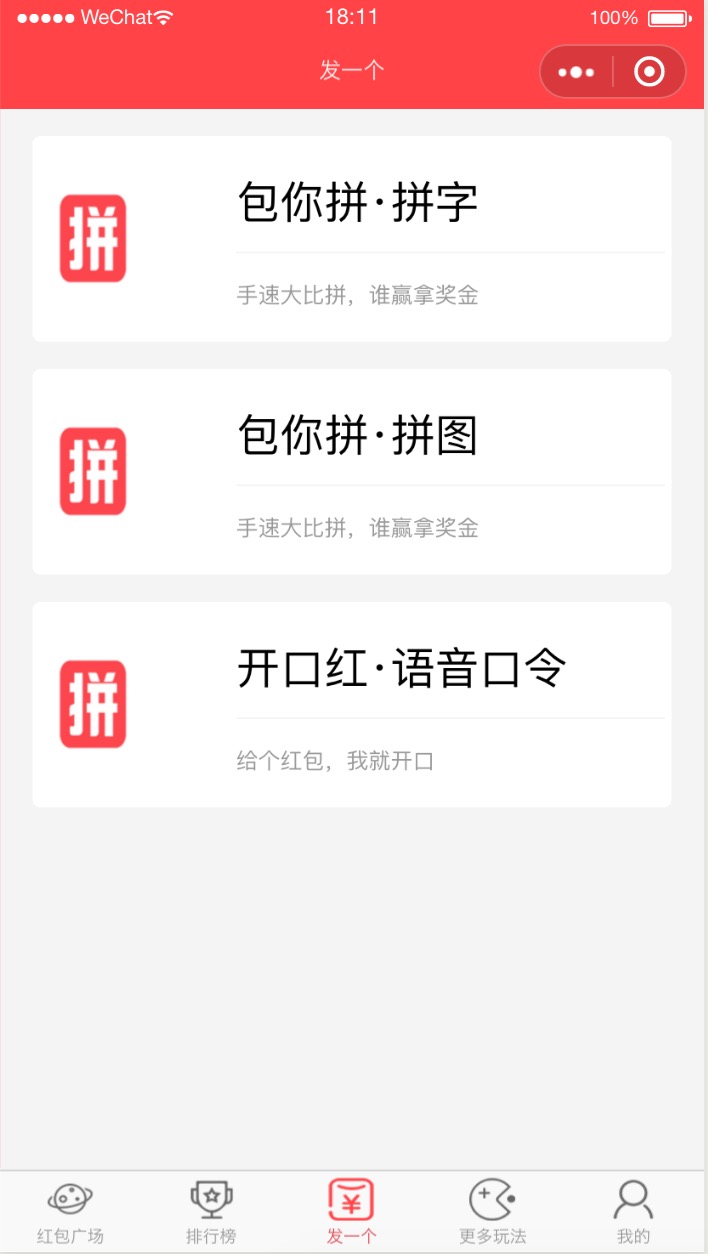 WeChat 18:11 100%
发一个
拼
包你拼·拼字
手速大比拼，谁赢拿奖金
拼
包你拼·拼图
手速大比拼，谁赢拿奖金
拼
开口红·语音口令
给个红包，我就开口
¥
红包广场 排行榜 发一个 更多玩法 我的